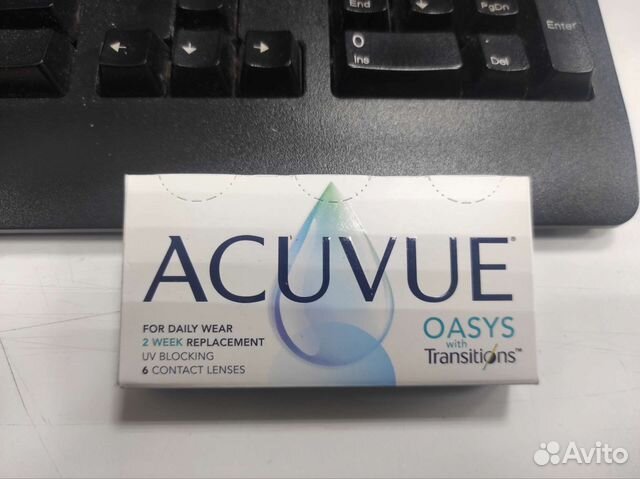 End
PgDn
Enter
0
Ins
Del
ACUVUE®
FOR DAILY WEAR
2 WEEK REPLACEMENT
UV BLOCKING
6 CONTACT LENSES
OASYS
with
Transitions™
Avito